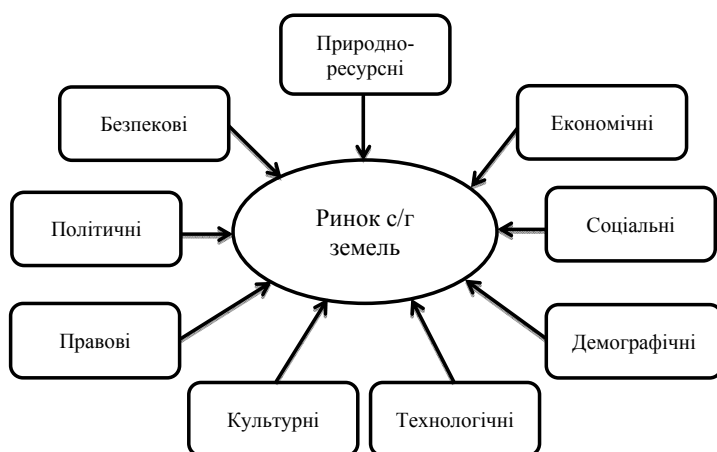 Природно-
ресурсні
Безпекові
Економічні
Політичні
Ринок с/г
земель
Соціальні
Правові
Демографічні
Культурні
Технологічні